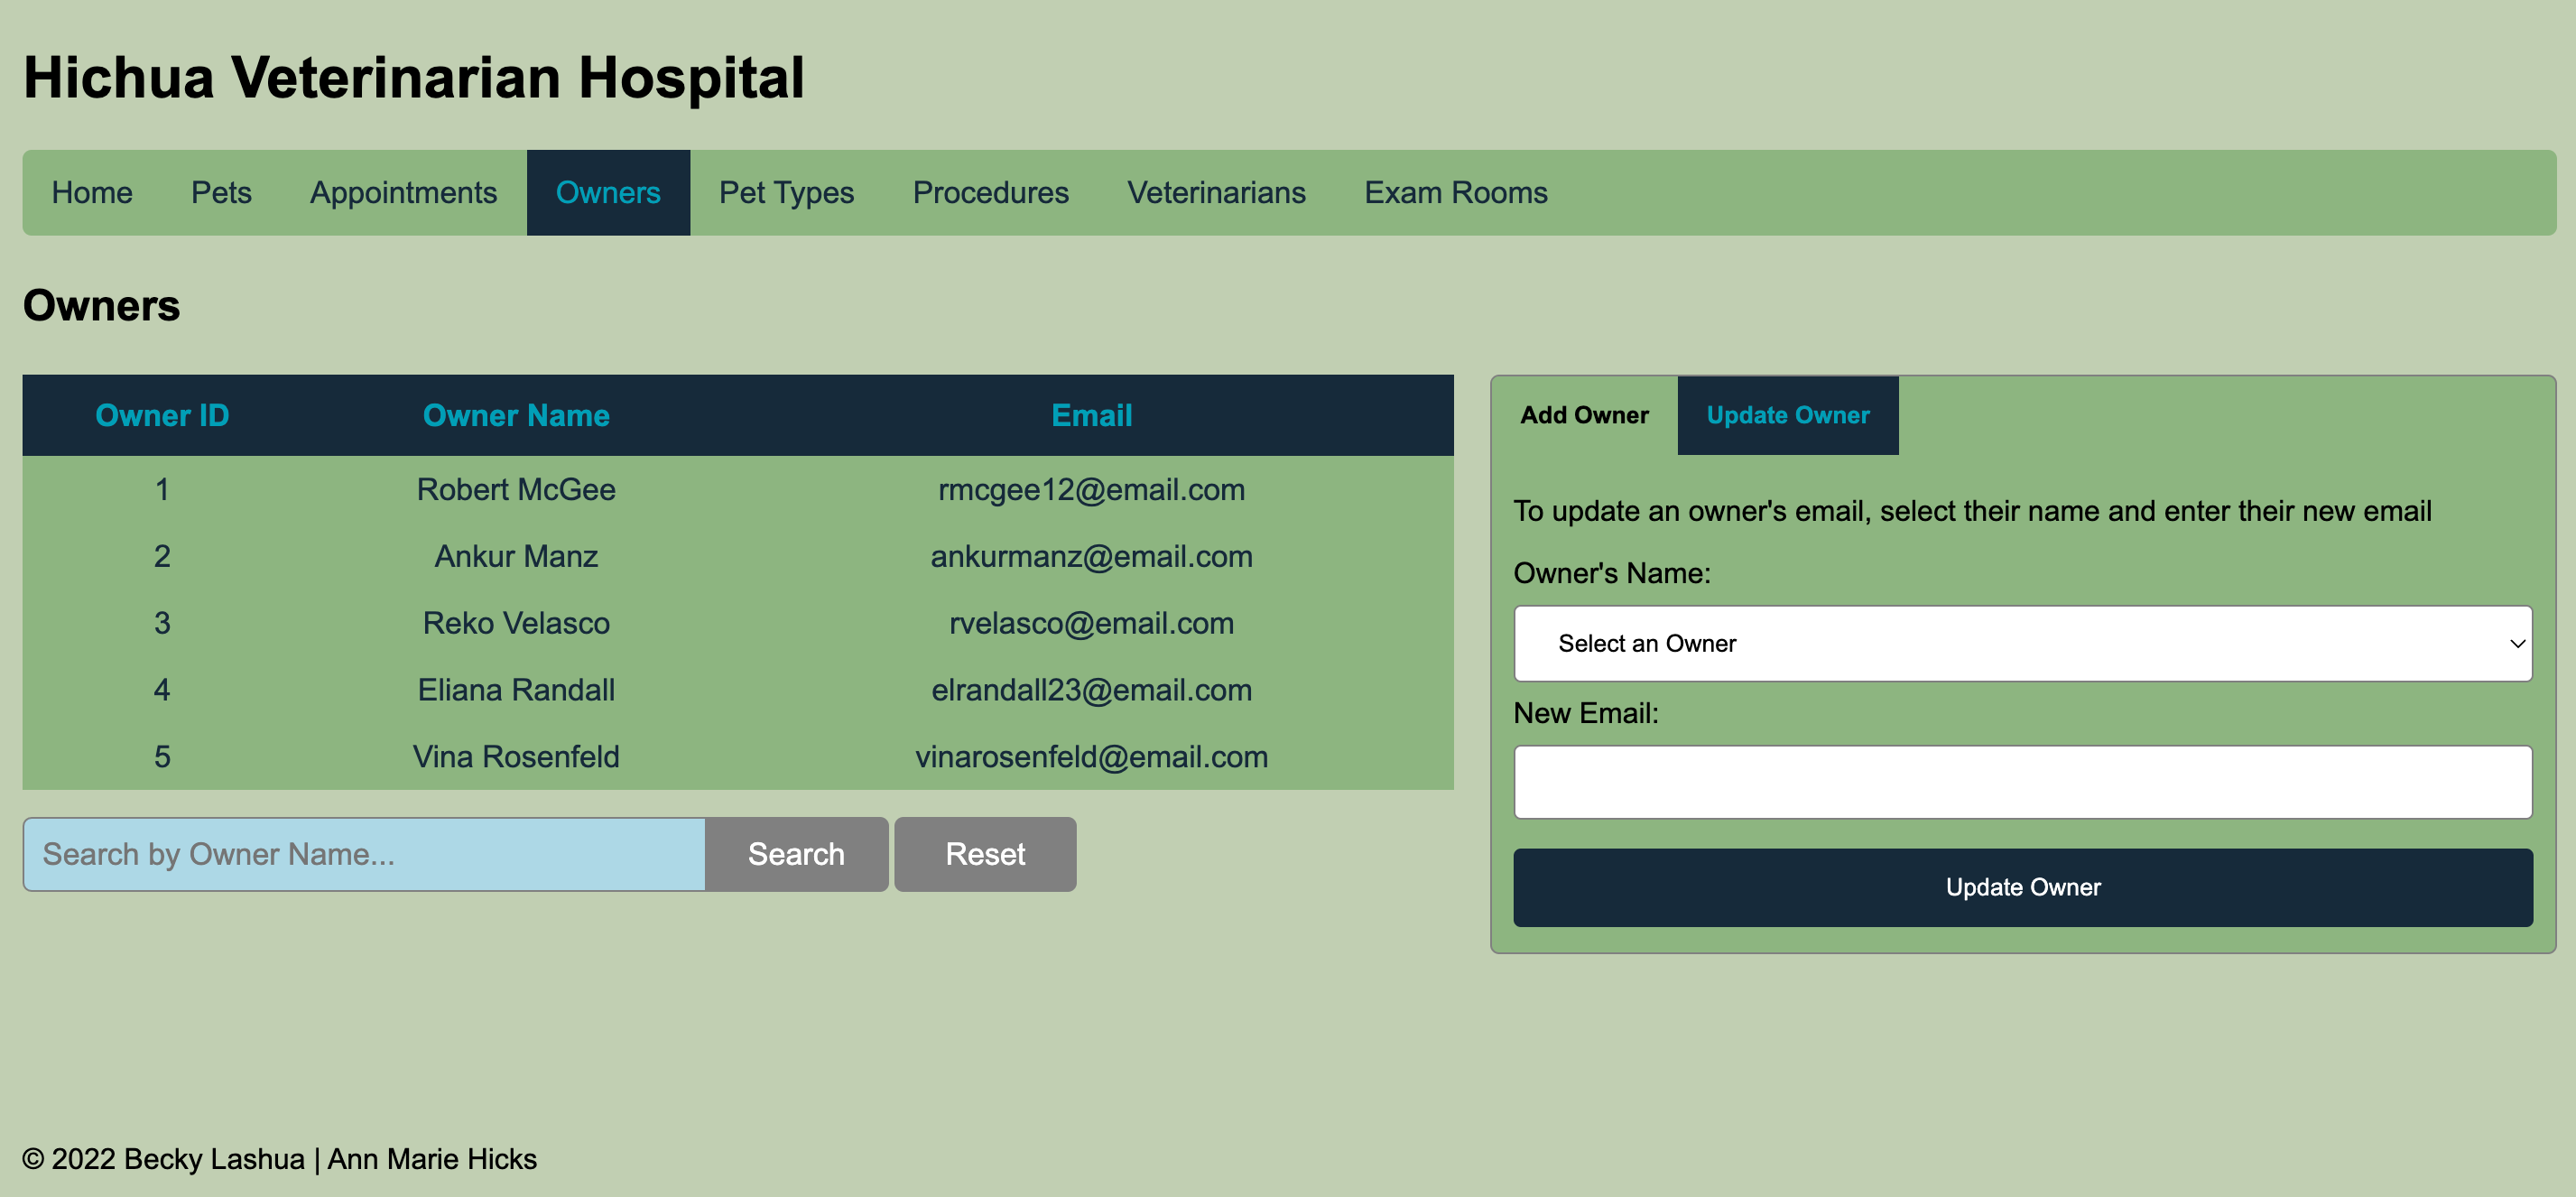 Hichua Veterinarian Hospital
Home Pets Appointments Owners Pet Types Procedures Veterinarians Exam Rooms
Owners
Owner ID Owner Name Email
1 Robert McGee rmcgee12@email.com
2 Ankur Manz ankurmanz@email.com
3 Reko Velasco rvelasco@email.com
4 Eliana Randall elrandall23@email.com
5 Vina Rosenfeld vinarosenfeld@email.com
Search by Owner Name... Search Reset
Add Owner Update Owner
To update an owner's email, select their name and enter their new email
Owner's Name:
Select an Owner
New Email:
Update Owner
© 2022 Becky Lashua | Ann Marie Hicks